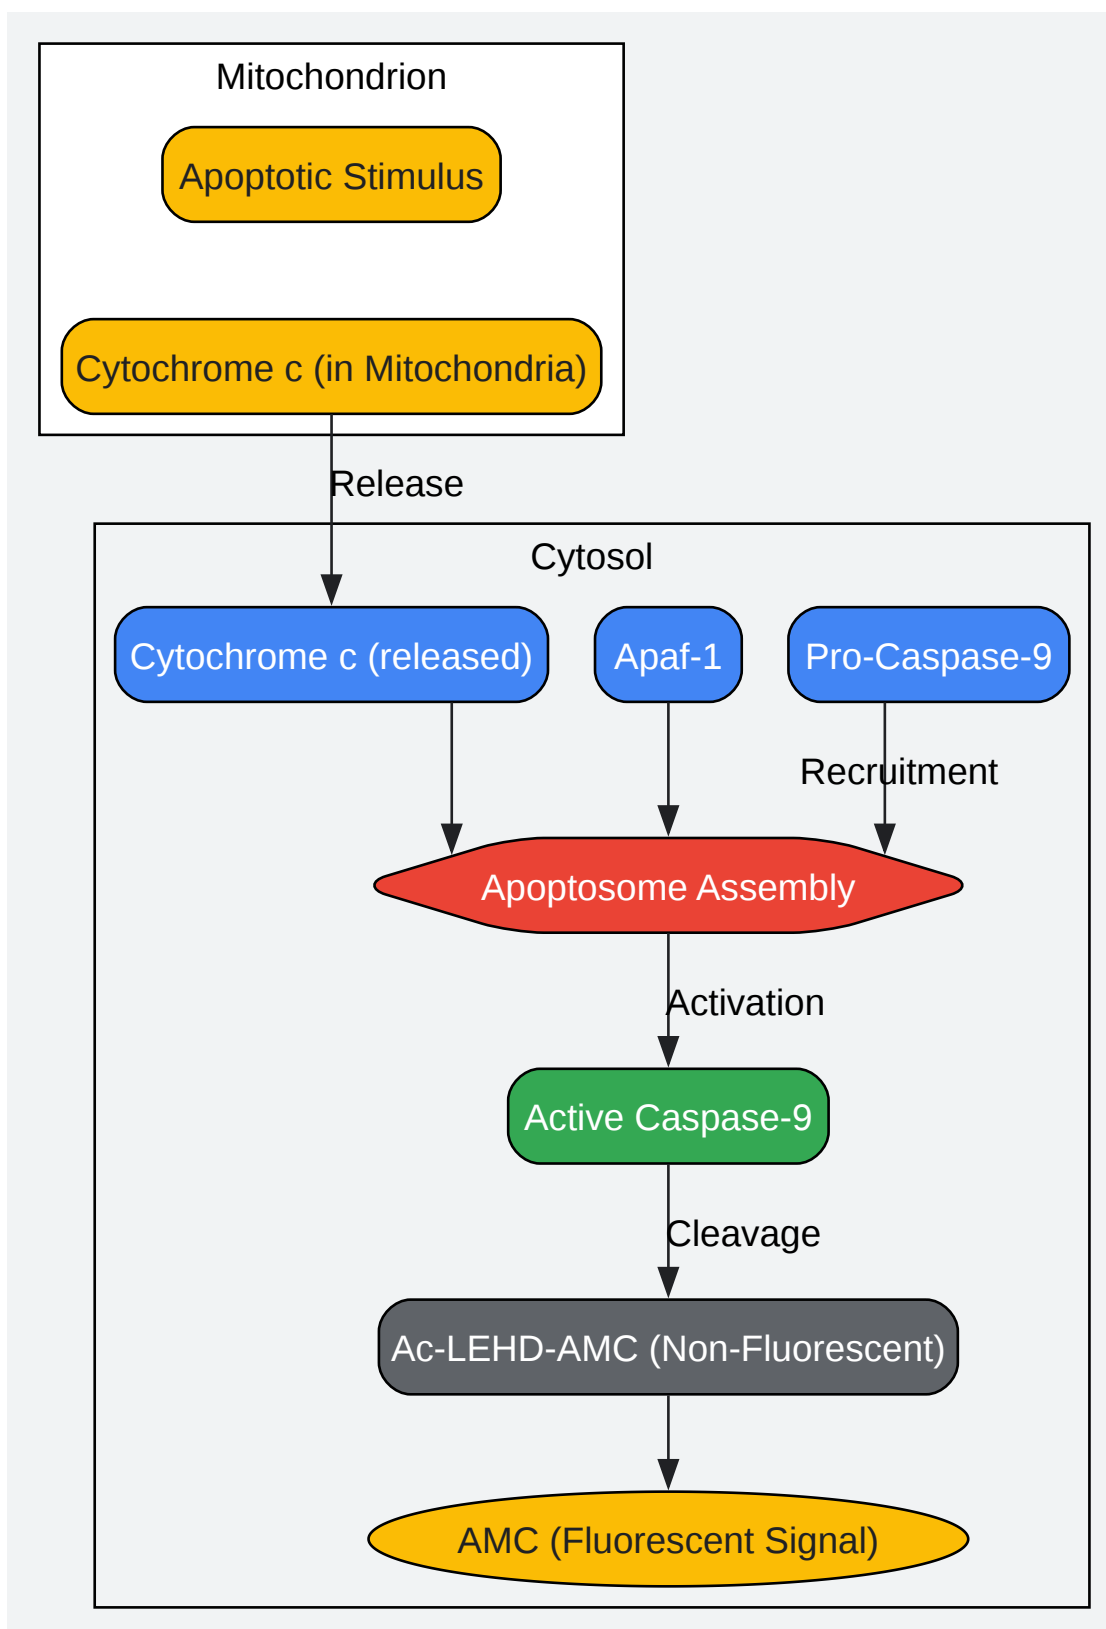 Mitochondrion
Apoptotic Stimulus
Cytochrome c (in Mitochondria)
Release
Cytosol
Cytochrome c (released)
Apaf-1
Pro-Caspase-9
Recruitment
Apoptosome Assembly
Activation
Active Caspase-9
Cleavage
Ac-LEHD-AMC (Non-Fluorescent)
AMC (Fluorescent Signal)